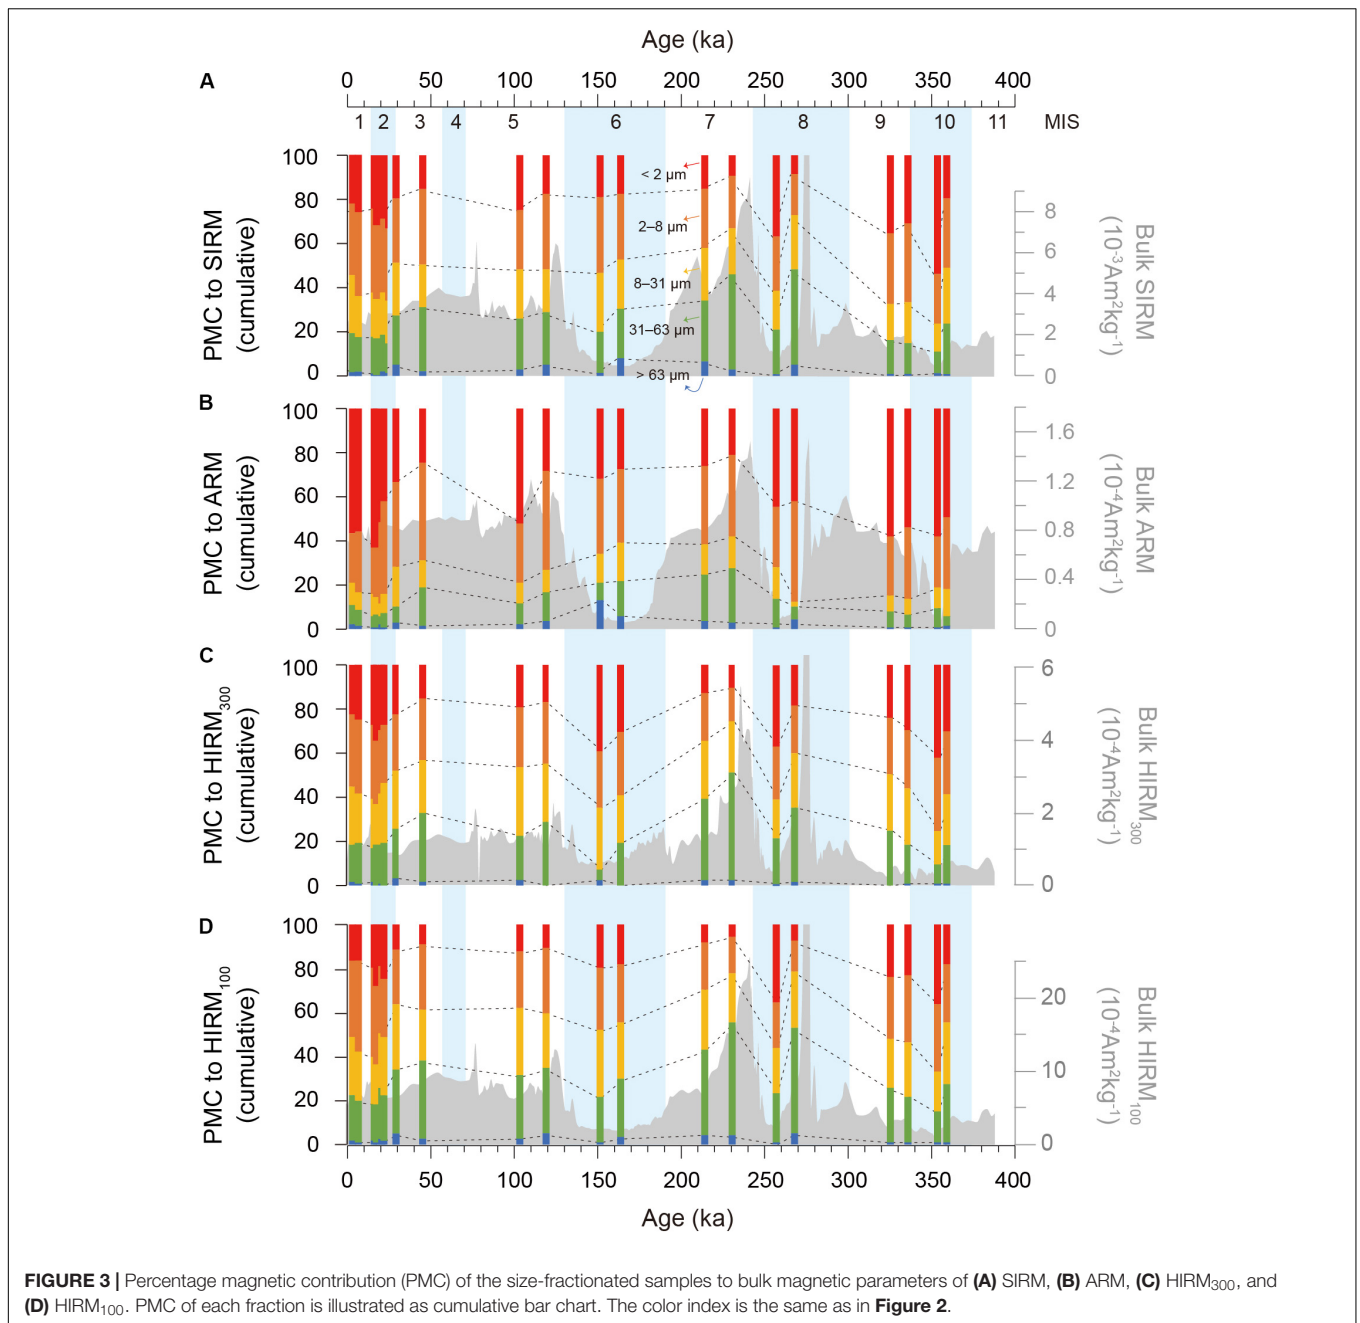 Age (ka)
A
0 50 100 150 200 250 300 350 400
1 2 3 4 5 6 7 8 9 10 11 MIS
100
80
60
40
20
0
PMC to SIRM
(cumulative)
< 2 µm
2–8 µm
8–31 µm
31–63 µm
> 63 µm
8
6
4
2
0
Bulk SIRM
(10-3Am2kg-1)
B
100
80
60
40
20
0
PMC to ARM
(cumulative)
1.6
1.2
0.8
0.4
0
Bulk ARM
(10-4Am2kg-1)
C
100
80
60
40
20
0
PMC to HIRM300
(cumulative)
6
4
2
0
Bulk HIRM300
(10-4Am2kg-1)
D
100
80
60
40
20
0
PMC to HIRM100
(cumulative)
20
10
0
Bulk HIRM100
(10-4Am2kg-1)
0 50 100 150 200 250 300 350 400
Age (ka)
FIGURE 3 | Percentage magnetic contribution (PMC) of the size-fractionated samples to bulk magnetic parameters of (A) SIRM, (B) ARM, (C) HIRM300, and
(D) HIRM100. PMC of each fraction is illustrated as cumulative bar chart. The color index is the same as in Figure 2.